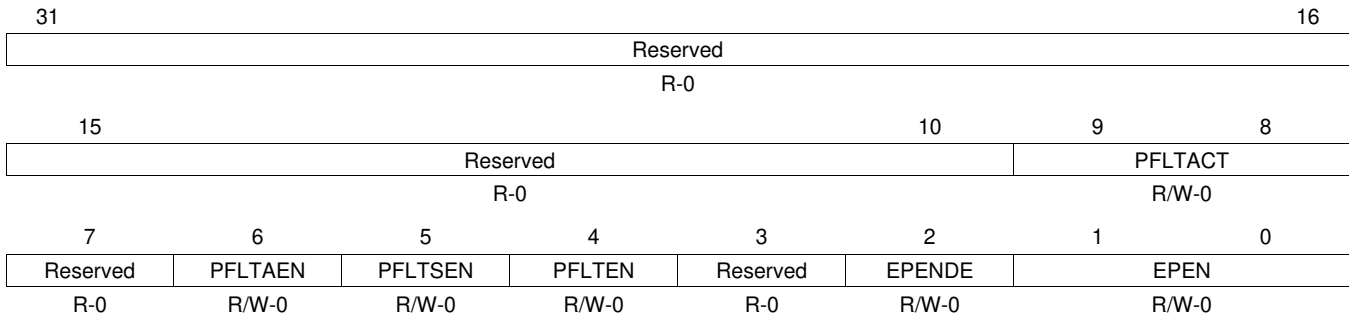 31 16
Reserved
R-0
15 10 9 8
Reserved PFLTACT
R-0 R/W-0
7 6 5 4 3 2 1 0
Reserved PFLTAEN PFLTSEN PFLTEN Reserved EPENDE EPEN
R-0 R/W-0 R/W-0 R/W-0 R-0 R/W-0 R/W-0